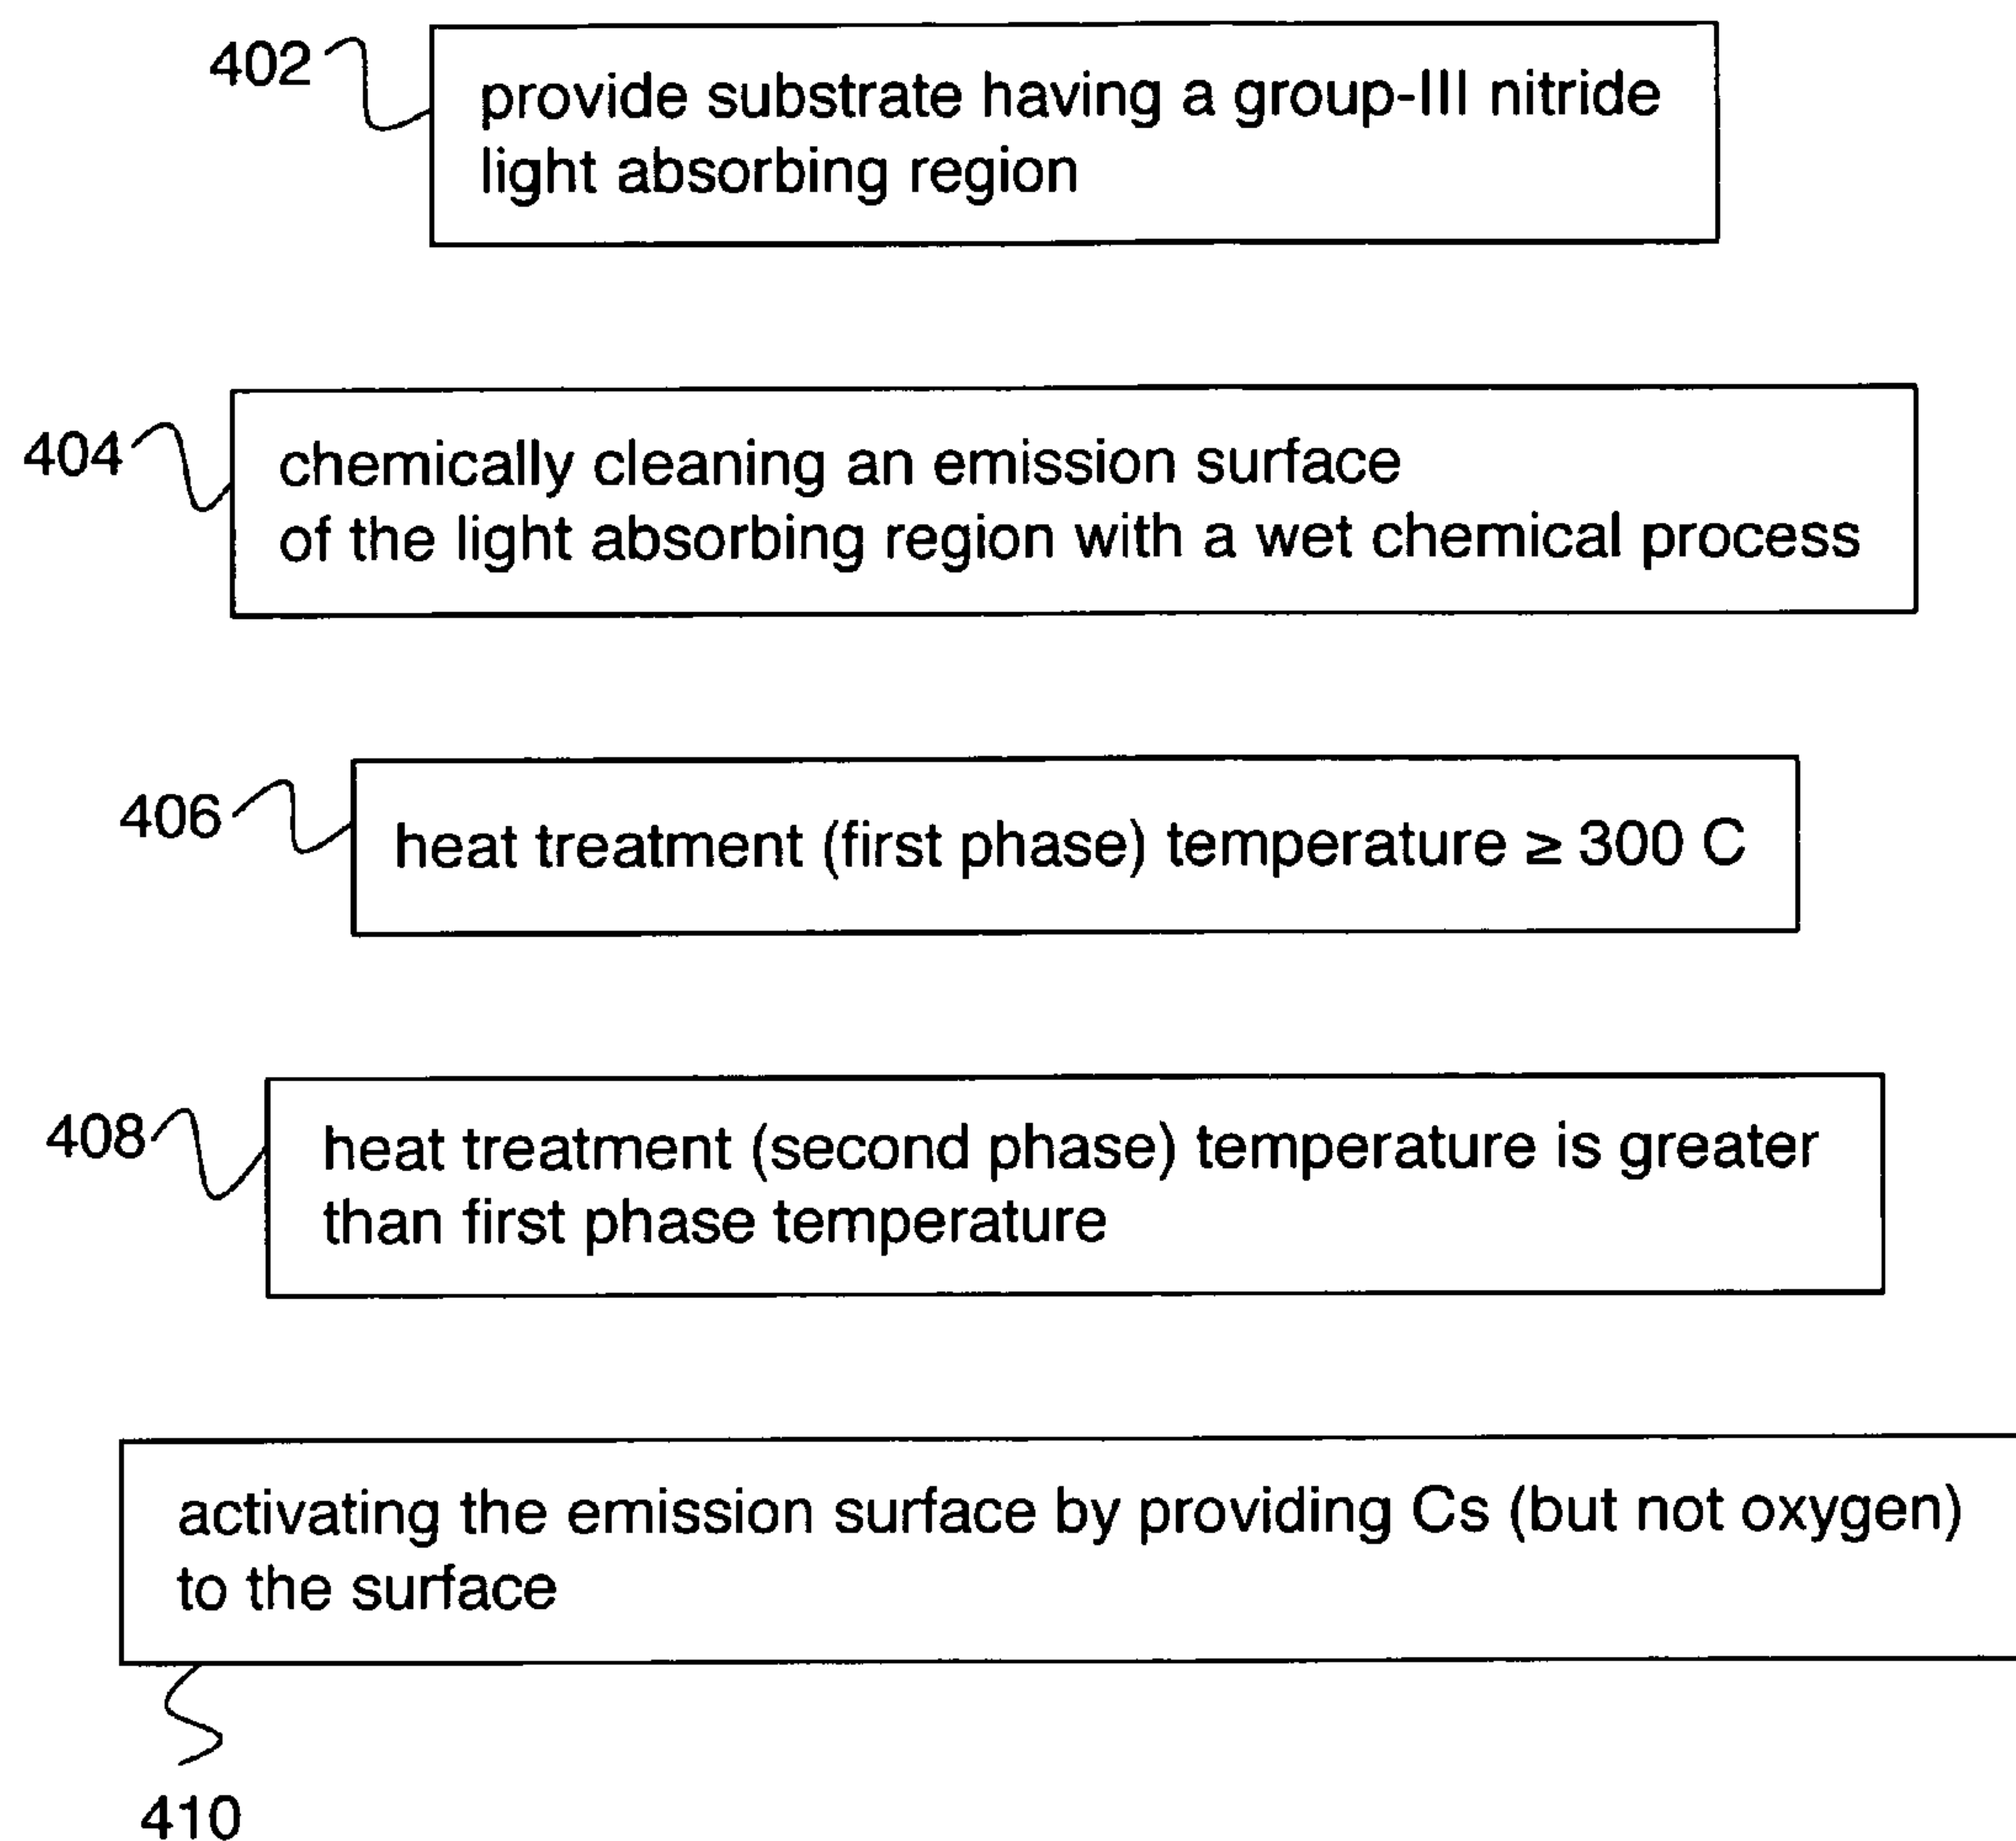 402
provide substrate having a group-III nitride
light absorbing region
404
chemically cleaning an emission surface
of the light absorbing region with a wet chemical process
406
heat treatment (first phase) temperature ≥ 300 C
408
heat treatment (second phase) temperature is greater
than first phase temperature
activating the emission surface by providing Cs (but not oxygen)
to the surface
410